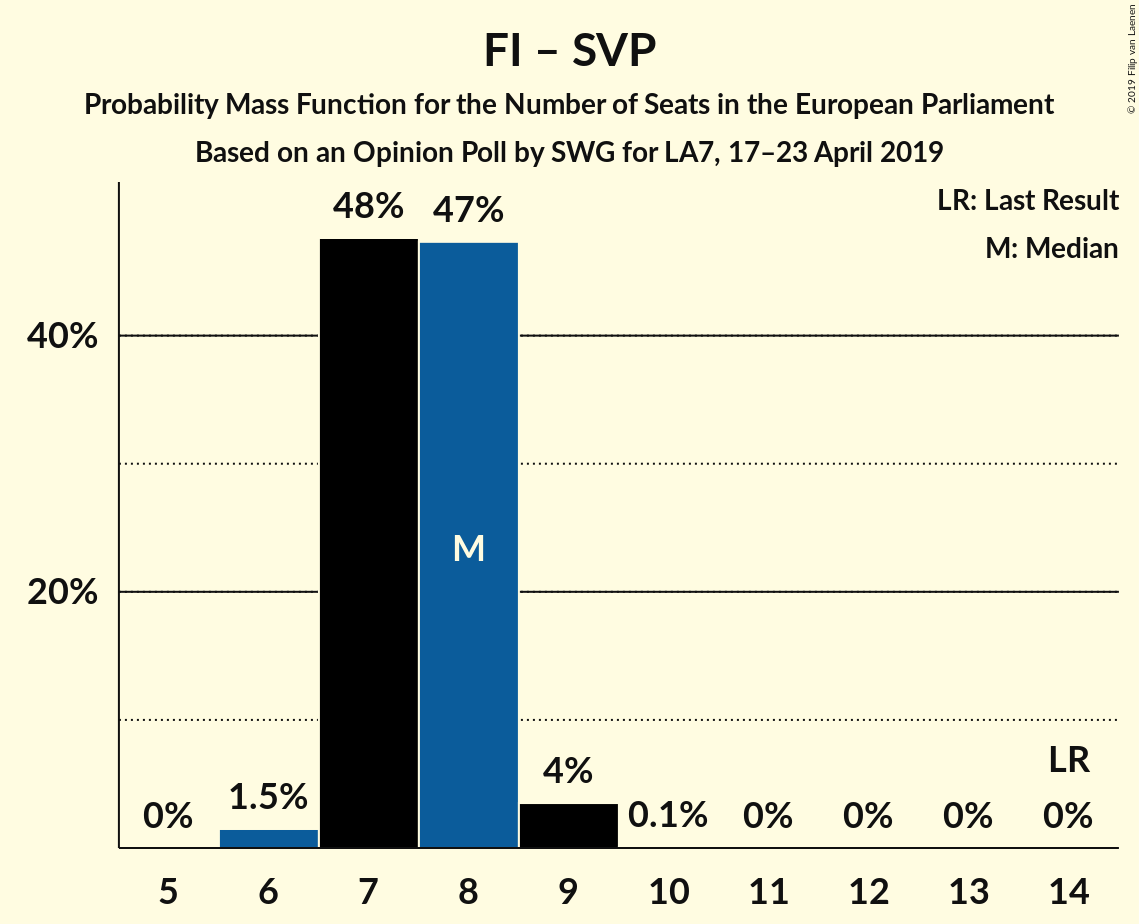 FI – SVP
Probability Mass Function for the Number of Seats in the European Parliament
Based on an Opinion Poll by SWG for LA7, 17–23 April 2019
© 2019 Filip van Laenen
LR: Last Result
M: Median
48%
47%
40%
20%
M
0%
1.5%
4%
0.1%
0%
0%
0%
LR
0%
5
6
7
8
9
10
11
12
13
14